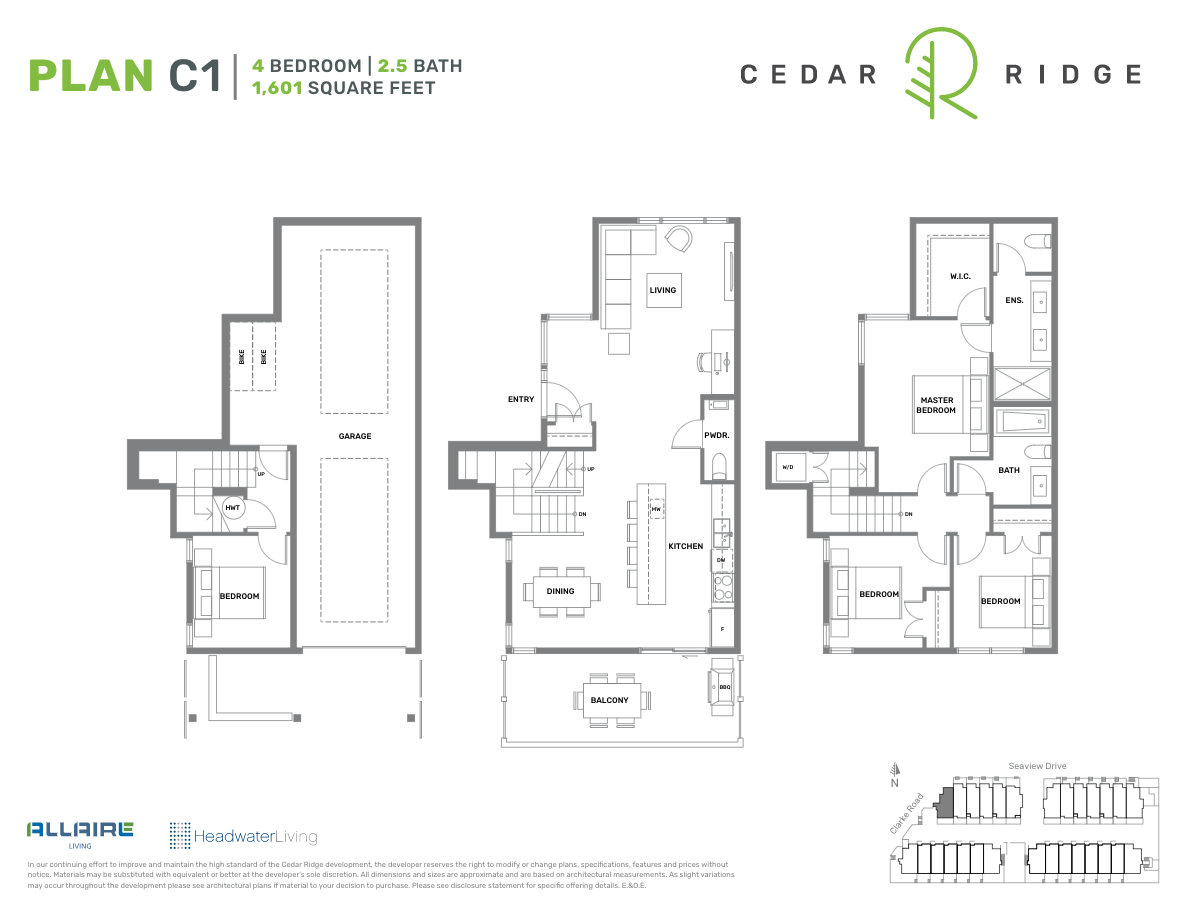 PLAN C1
4 BEDROOM | 2.5 BATH
1,601 SQUARE FEET
CEDAR RIDGE
BIKE
BIKE
GARAGE
UP
HWT
BEDROOM
LIVING
ENTRY
PWDR.
UP
DN
MW
KITCHEN
DW
DINING
F
BALCONY
BBQ
W.I.C.
ENS.
MASTER
BEDROOM
W/D
BATH
DN
BEDROOM
BEDROOM
N
Seaview Drive
Clarke Road
ALLAIRE
LIVING
HeadwaterLiving
In our continuing effort to improve and maintain the high standard of the Cedar Ridge development, the developer reserves the right to modify or change plans, specifications, features and prices without
notice. Materials may be substituted with equivalent or better at the developer's sole discretion. All dimensions and sizes are approximate and are based on architectural measurements. As slight variations
may occur throughout the development please see architectural plans if material to your decision to purchase. Please see disclosure statement for specific offering details. E.&O.E.